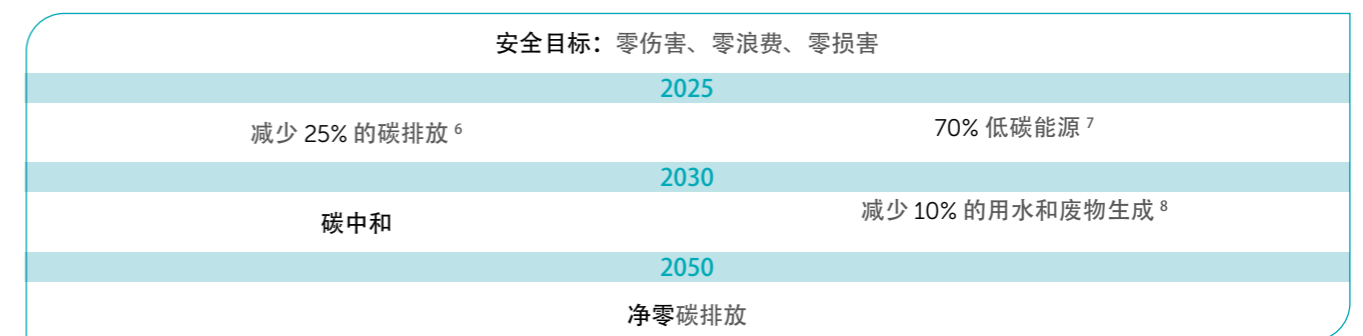 安全目标：零伤害、零浪费、零损害
2025
减少 25% 的碳排放 6
70% 低碳能源 7
2030
碳中和
减少 10% 的用水和废物生成 8
2050
净零碳排放